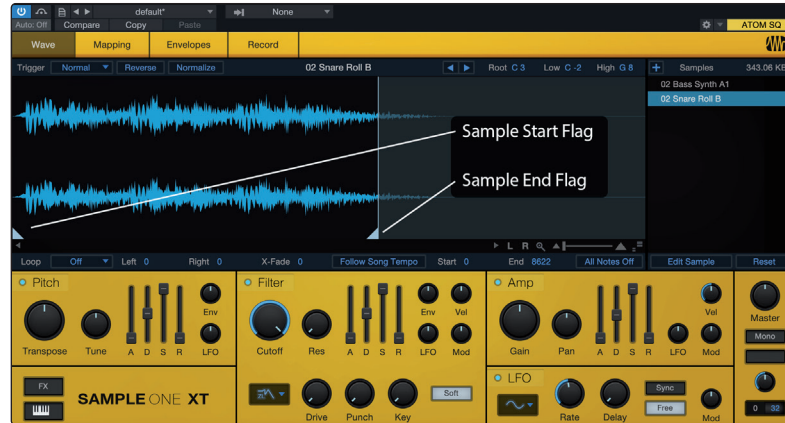 default* None
Auto: Off Compare Copy Paste ATOM SQ
Wave Mapping Envelopes Record
Trigger Normal Reverse Normalize 02 Snare Roll B Root C 3 Low C -2 High G 8 Samples 343.06 KB
02 Bass Synth A1
02 Snare Roll B
Sample Start Flag
Sample End Flag
L R
Loop Off Left 0 Right 0 X-Fade 0 Follow Song Tempo Start 0 End 8622 All Notes Off Edit Sample Reset
Pitch Filter Amp
Env Env Vel Vel
Master
Transpose Tune A D S R LFO Cutoff Res A D S R LFO Mod Gain Pan A D S R LFO Mod
Mono
LFO
FX
SAMPLE ONE XT
Soft
Sync
Free
0 32
Drive Punch Key Rate Delay Mod